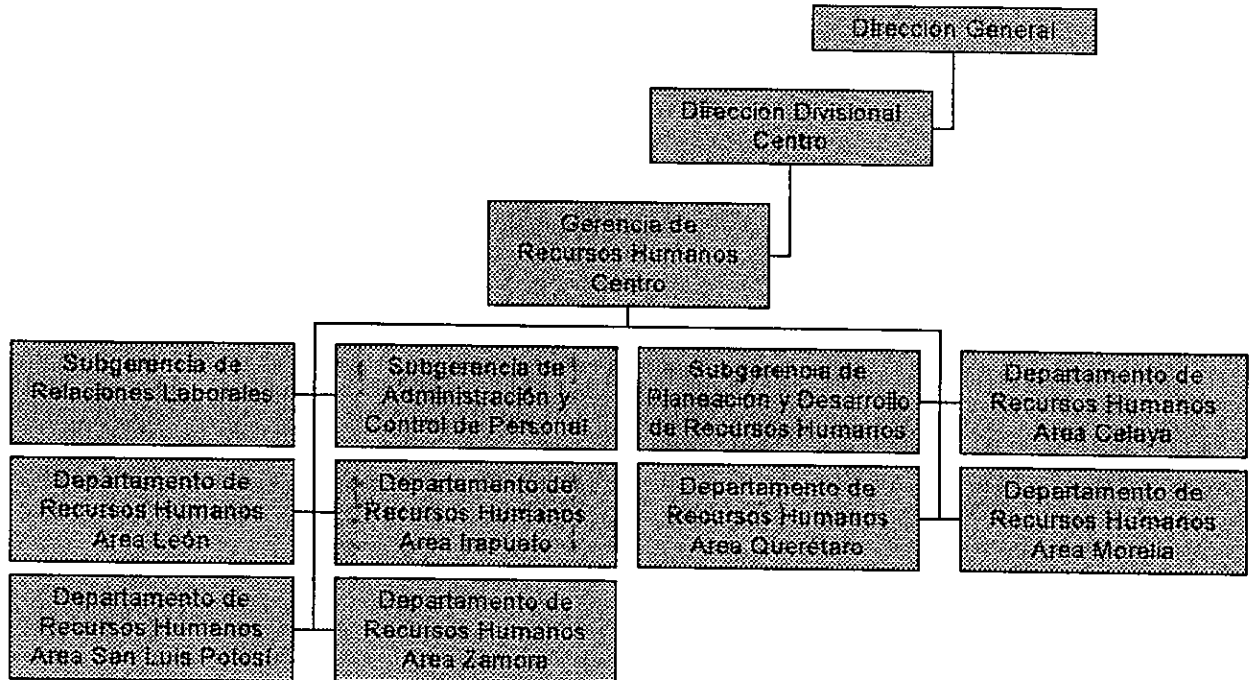 Dirección General
Dirección Divisional
Centro
Gerencia de
Recursos Humanos
Centro
Subgerencia de
Relaciones Laborales
Subgerencia de
Administración y
Control de Personal
Subgerencia de
Planeación y Desarrollo
de Recursos Humanos
Departamento de
Recursos Humanos
Area Celaya
Departamento de
Recursos Humanos
Area León
Departamento de
Recursos Humanos
Area Irapuato
Departamento de
Recursos Humanos
Area Querétaro
Departamento de
Recursos Humanos
Area Morelia
Departamento de
Recursos Humanos
Area San Luis Potosí
Departamento de
Recursos Humanos
Area Zamora